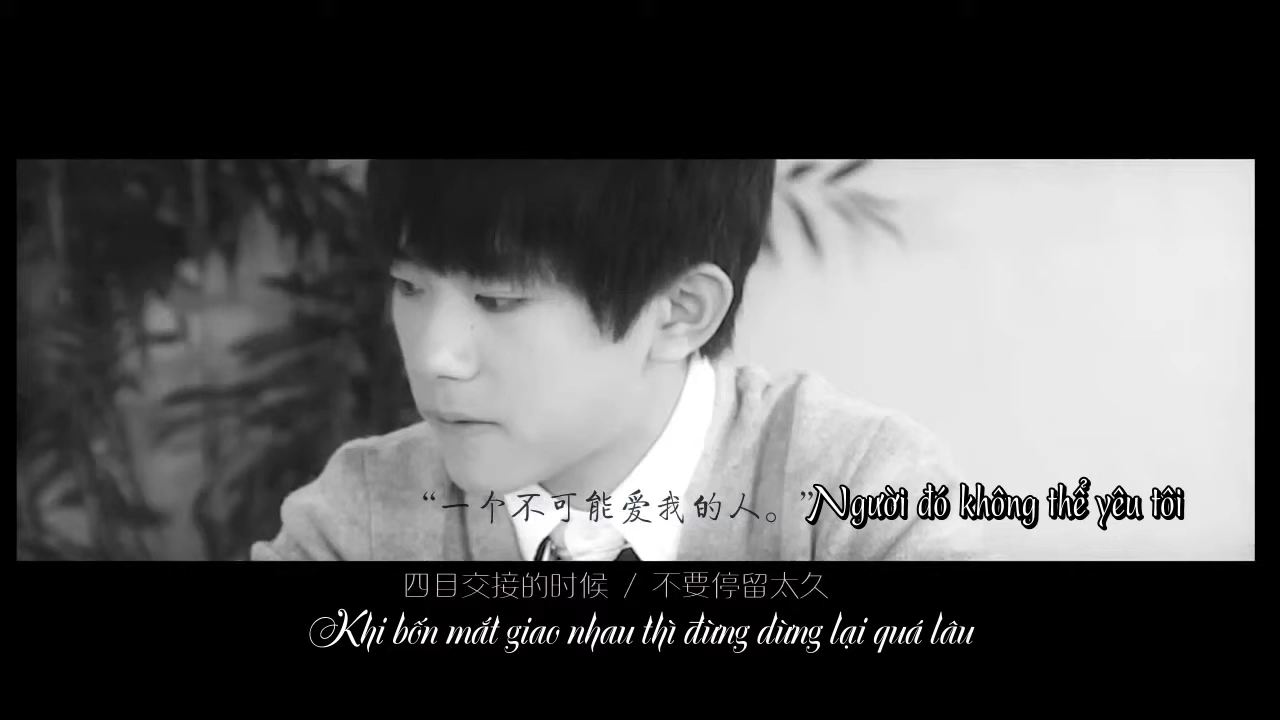 “一个不可能爱我的人。” Người đó không thể yêu tôi
四目交接的时候 / 不要停留太久
Khi bốn mắt giao nhau thì đừng dừng lại quá lâu